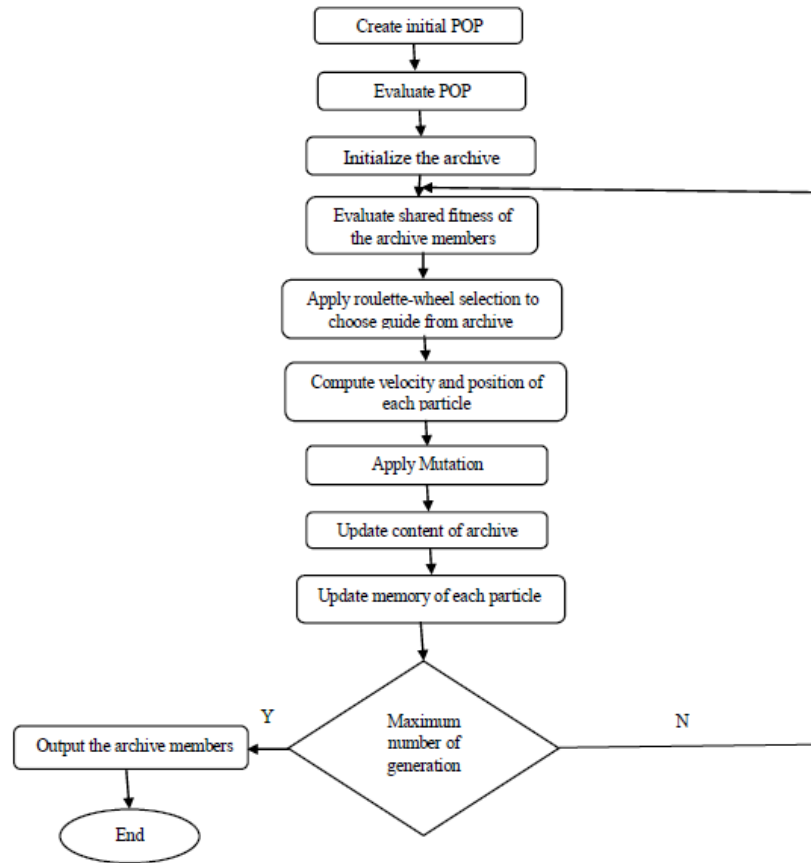 Create initial POP
Evaluate POP
Initialize the archive
Evaluate shared fitness of
the archive members
Apply roulette-wheel selection to
choose guide from archive
Compute velocity and position of
each particle
Apply Mutation
Update content of archive
Update memory of each particle
Maximum
number of
generation
Y
N
Output the archive members
End